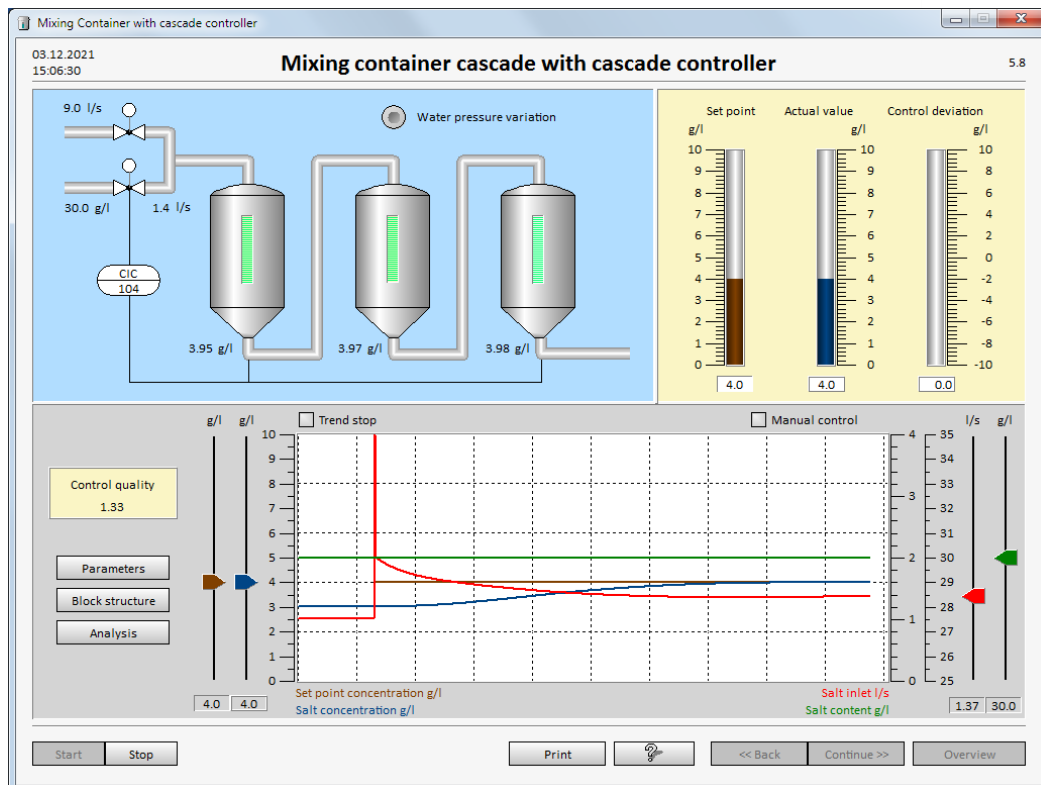 Mixing Container with cascade controller
03.12.2021
15:06:30
Mixing container cascade with cascade controller
5.8
9.0 l/s
Water pressure variation
30.0 g/l
1.4 l/s
CIC
104
3.95 g/l
3.97 g/l
3.98 g/l
Set point
Actual value
Control deviation
g/l
g/l
g/l
10
9
8
7
6
5
4
3
2
1
0
10
9
8
7
6
5
4
3
2
1
0
10
8
6
4
2
0
-2
-4
-6
-8
-10
4.0
4.0
0.0
g/l
g/l
Trend stop
Manual control
l/s
g/l
Control quality
1.33
Parameters
Block structure
Analysis
10
9
8
7
6
5
4
3
2
1
0
4
3
2
1
0
35
34
33
32
31
30
29
28
27
26
25
4.0
4.0
Set point concentration g/l
Salt concentration g/l
Salt inlet l/s
Salt content g/l
1.37
30.0
Start
Stop
Print
?
<< Back
Continue >>
Overview